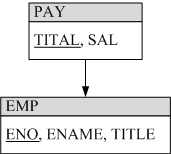 PAY
TITAL, SAL
EMP
ENO, ENAME, TITLE